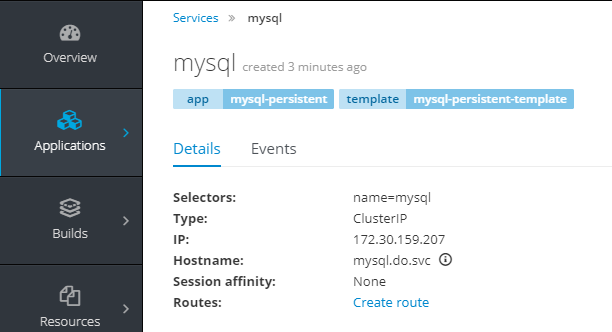 Overview
Applications
Builds
Resources
Services » mysql
mysql created 3 minutes ago
app mysql-persistent template mysql-persistent-template
Details Events
Selectors: name=mysql
Type: ClusterIP
IP: 172.30.159.207
Hostname: mysql.do.svc
Session affinity: None
Routes: Create route